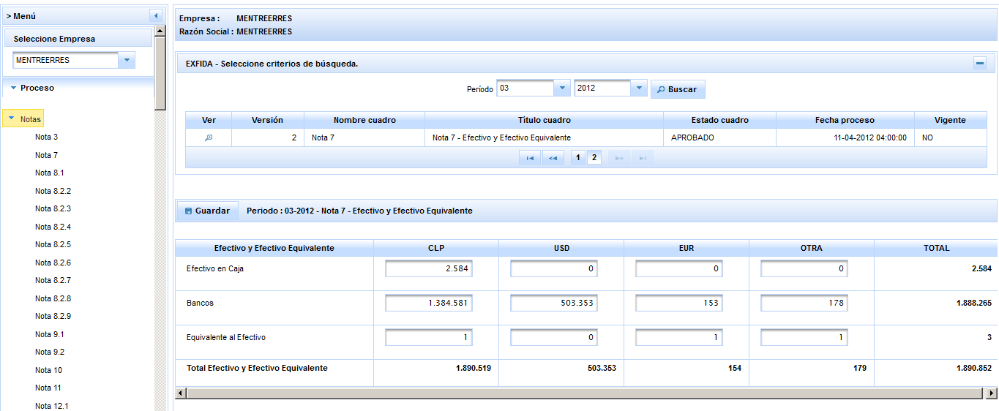 > Menú
Seleccione Empresa
MENTREERRES
Proceso
Notas
Nota 3
Nota 7
Nota 8.1
Nota 8.2.2
Nota 8.2.3
Nota 8.2.4
Nota 8.2.5
Nota 8.2.6
Nota 8.2.7
Nota 8.2.8
Nota 8.2.9
Nota 9.1
Nota 9.2
Nota 10
Nota 11
Nota 12.1
Empresa : MENTREERRES
Razón Social : MENTREERRES
EXFIDA - Seleccione criterios de búsqueda.
Período 03 2012 Buscar
Ver Versión Nombre cuadro Título cuadro Estado cuadro Fecha proceso Vigente
2 Nota 7 Nota 7 - Efectivo y Efectivo Equivalente APROBADO 11-04-2012 04:00:00 NO
1 2
Guardar Periodo : 03-2012 - Nota 7 - Efectivo y Efectivo Equivalente
Efectivo y Efectivo Equivalente CLP USD EUR OTRA TOTAL
Efectivo en Caja 2.584 0 0 0 2.584
Bancos 1.384.581 503.353 153 178 1.888.265
Equivalente al Efectivo 1 0 1 1 3
Total Efectivo y Efectivo Equivalente 1.890.519 503.353 154 179 1.890.852